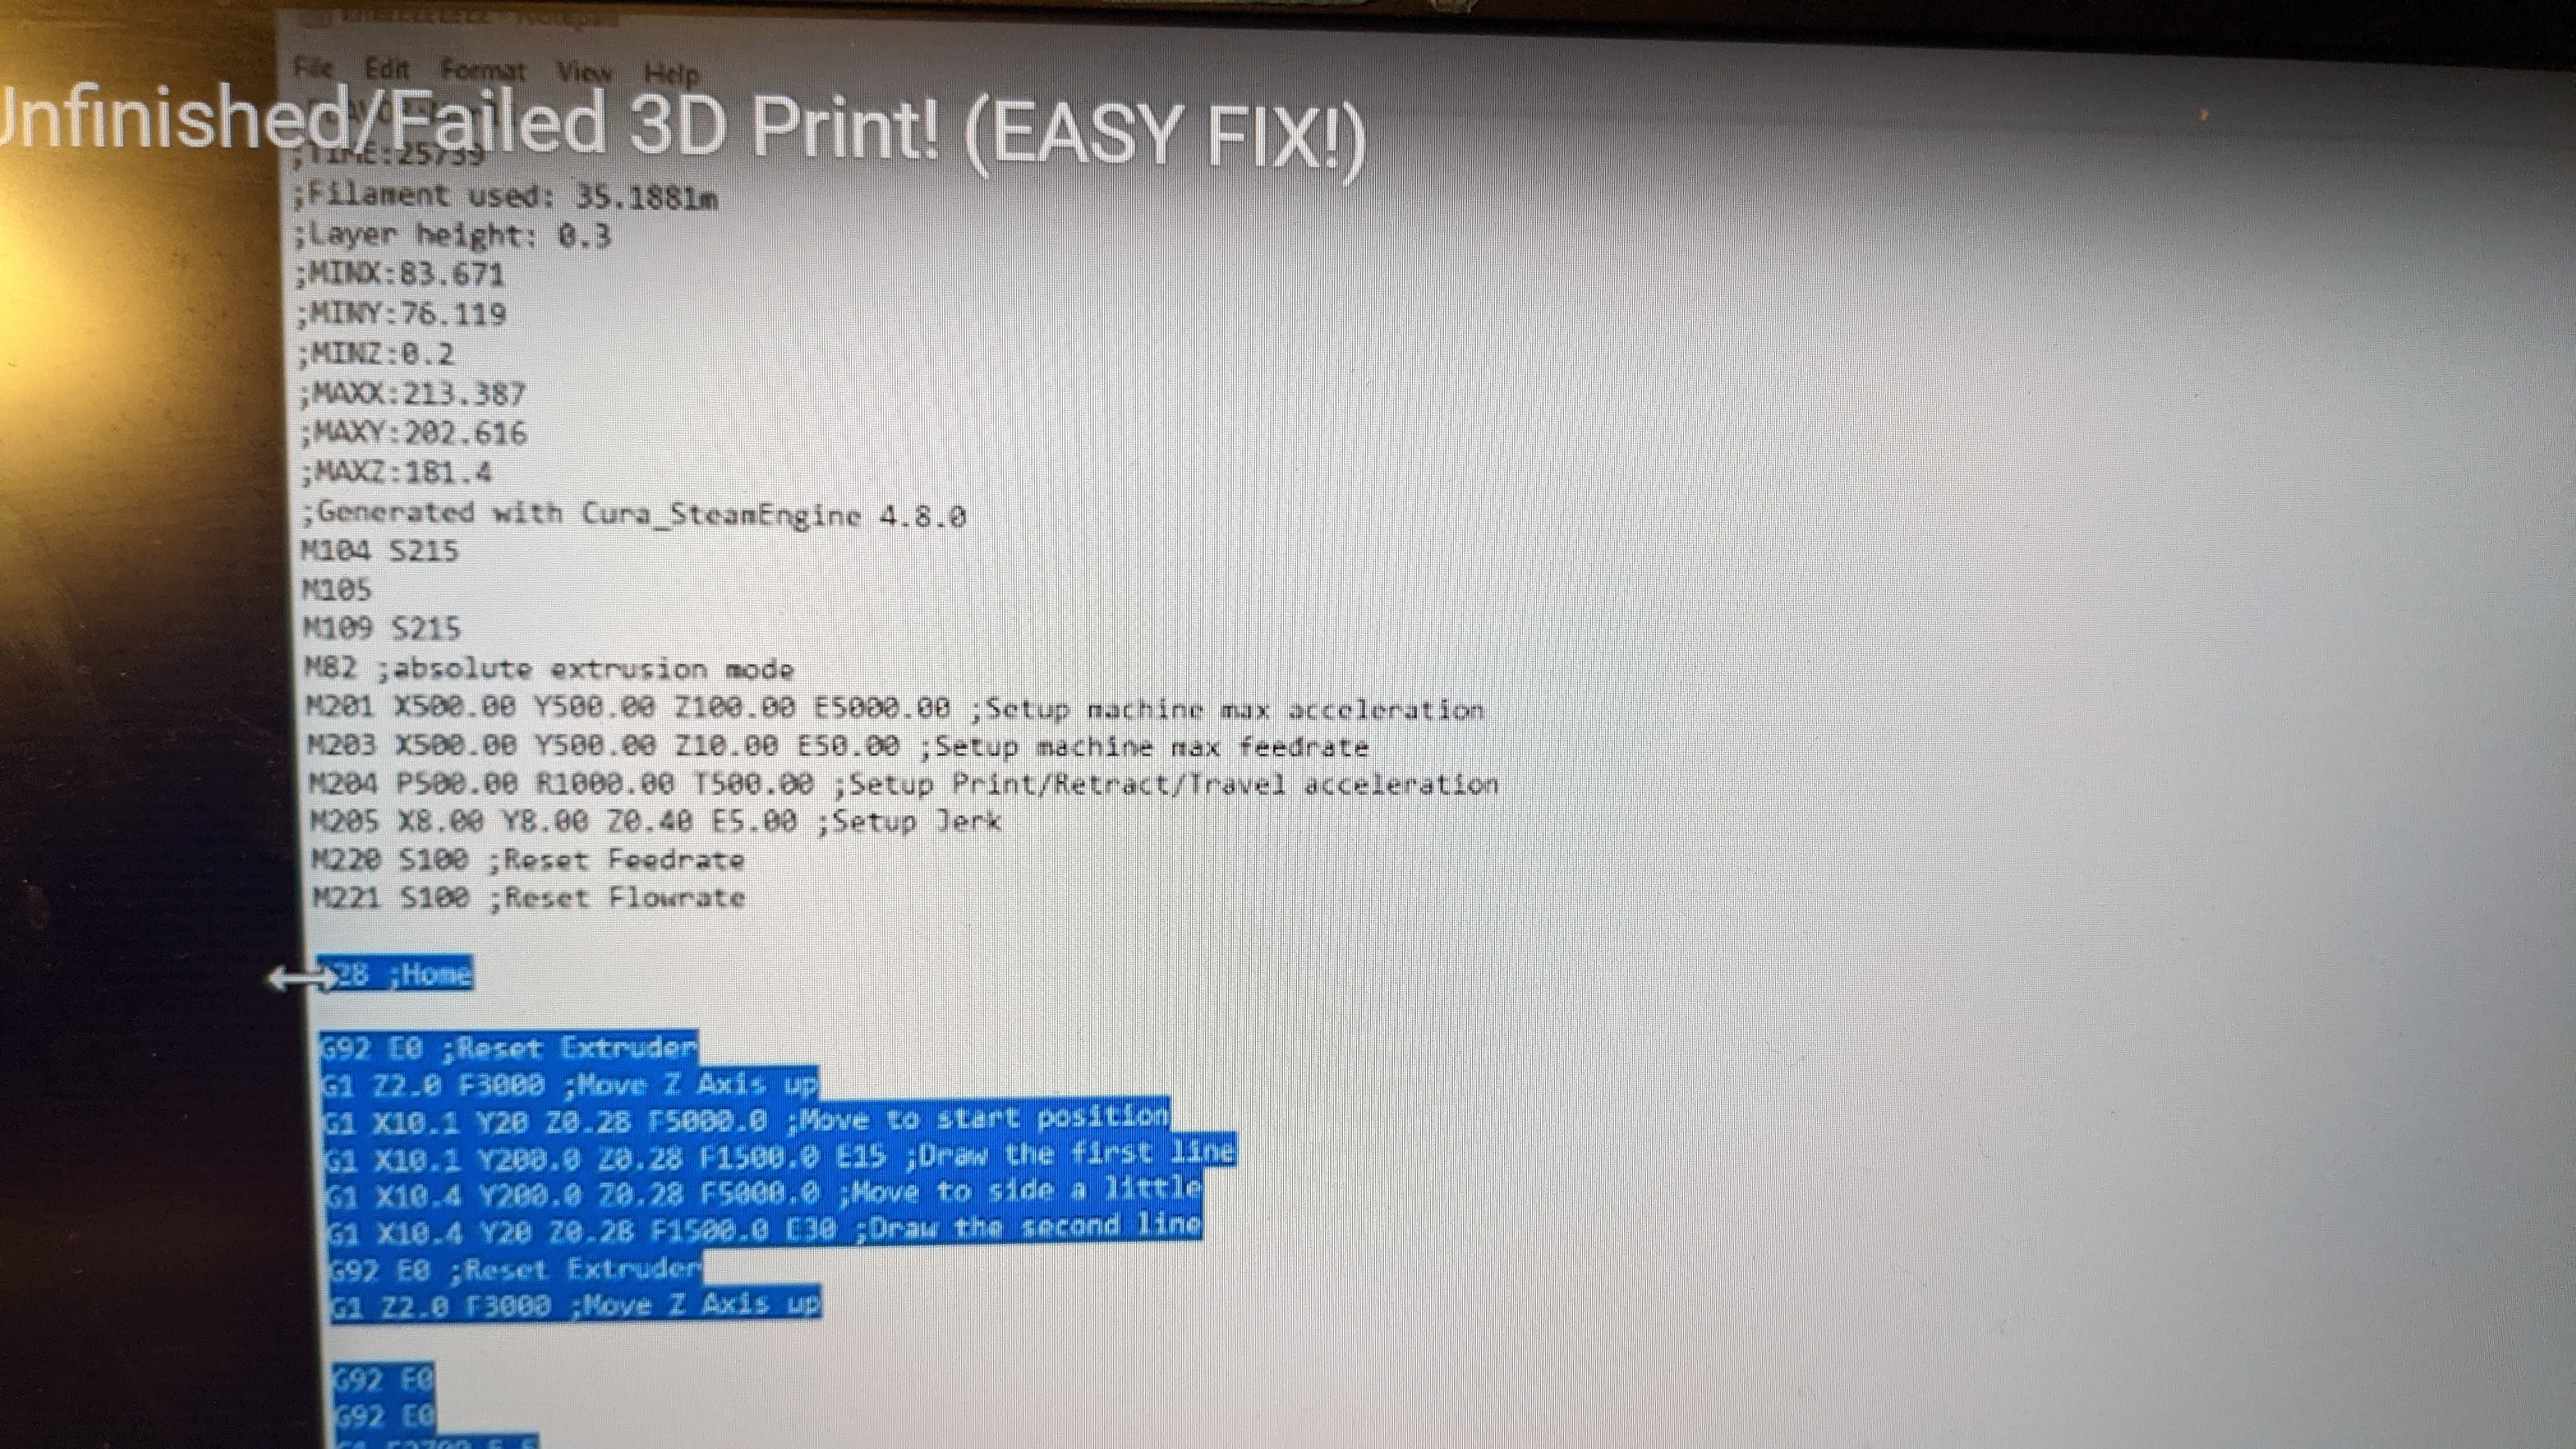 File Edit Format View Help
Unfinished/Failed 3D Print! (EASY FIX!)
;TIME:25739
;Filament used: 35.1881m
;Layer height: 0.3
;MINX:83.671
;MINY:76.119
;MINZ:0.2
;MAXX:213.387
;MAXY:202.616
;MAXZ:181.4
;Generated with Cura_SteamEngine 4.8.0
M104 S215
M105
M109 S215
M82 ;absolute extrusion mode
M201 X500.00 Y500.00 Z100.00 E5000.00 ;Setup machine max acceleration
M203 X500.00 Y500.00 Z10.00 E50.00 ;Setup machine max feedrate
M204 P500.00 R1000.00 T500.00 ;Setup Print/Retract/Travel acceleration
M205 X8.00 Y8.00 Z0.40 E5.00 ;Setup Jerk
M220 S100 ;Reset Feedrate
M221 S100 ;Reset Flowrate
28 ;Home
G92 E0 ;Reset Extruder
G1 Z2.0 F3000 ;Move Z Axis up
G1 X10.1 Y20 Z0.28 F5000.0 ;Move to start position
G1 X10.1 Y200.0 Z0.28 F1500.0 E15 ;Draw the first line
G1 X10.4 Y200.0 Z0.28 F5000.0 ;Move to side a little
G1 X10.4 Y20 Z0.28 F1500.0 E30 ;Draw the second line
G92 E0 ;Reset Extruder
G1 Z2.0 F3000 ;Move Z Axis up
G92 E0
G92 E0